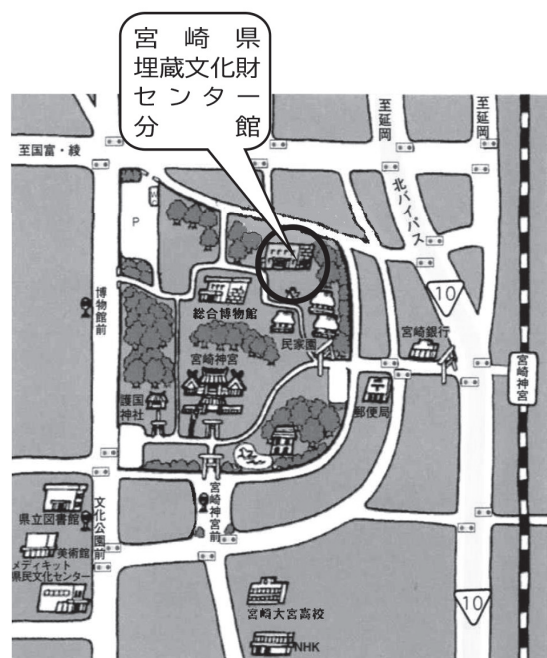 宮崎県
埋蔵文化財
センター
分館
至国富・綾
至延岡
至延岡
北バイパス
P
10
博物館前
総合博物館
民家園
宮崎銀行
宮崎神宮
宮崎神宮
護国
神社
郵便局
県立図書館
文化公園前
宮崎神宮前
美術館
メディキット
県民文化センター
宮崎大宮高校
10
NHK